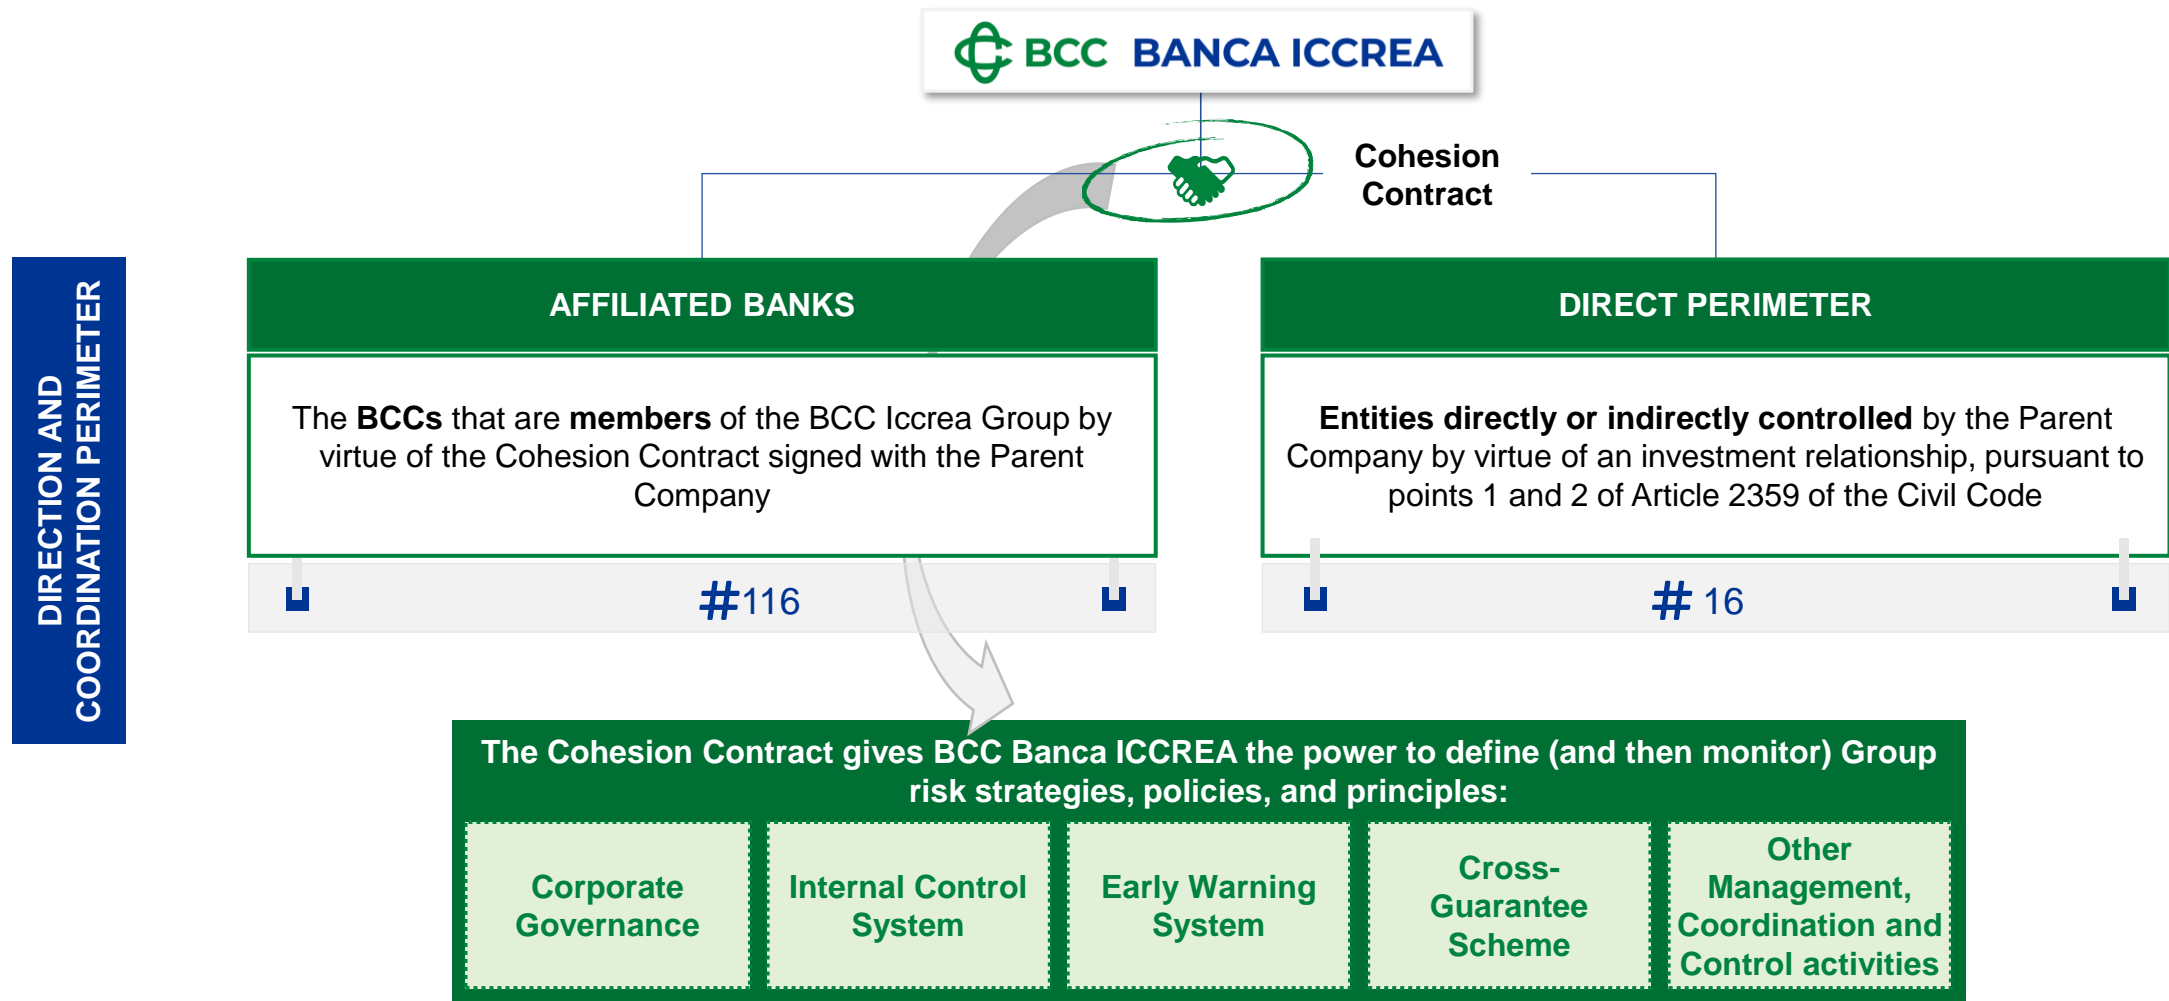 BCC BANCA ICCREA
Cohesion
Contract
DIRECTION AND
COORDINATION PERIMETER
AFFILIATED BANKS
The BCCs that are members of the BCC Iccrea Group by
virtue of the Cohesion Contract signed with the Parent
Company
#116
DIRECT PERIMETER
Entities directly or indirectly controlled by the Parent
Company by virtue of an investment relationship, pursuant to
points 1 and 2 of Article 2359 of the Civil Code
# 16
The Cohesion Contract gives BCC Banca ICCREA the power to define (and then monitor) Group
risk strategies, policies, and principles:
Corporate
Governance
Internal Control
System
Early Warning
System
Cross-
Guarantee
Scheme
Other
Management,
Coordination and
Control activities